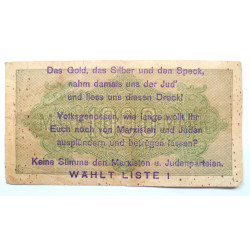 Das Gold, das Silber und den Speck,
nahm damals uns der Jud'
und liess uns diesen Dreck!
Volksgenossen, wie lange wollt Ihr
Euch noch von Marxisten und Juden
ausplündern und betrügen lassen?
Keine Stimme den Marxisten u. Judenparteien.
WÄHLT LISTE 1